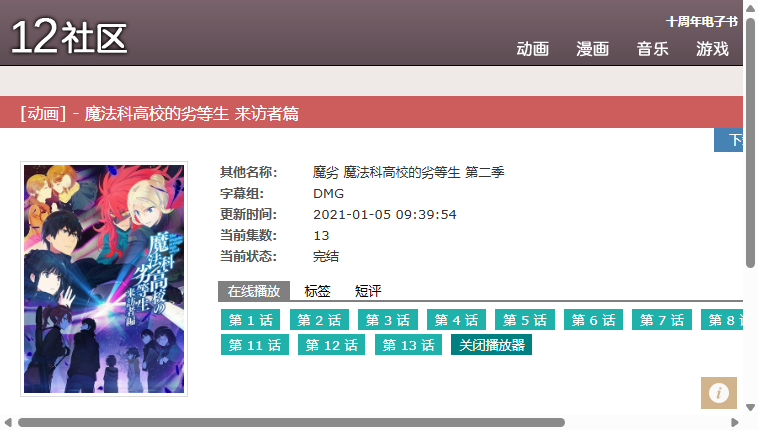 12社区
十周年电子书
动画 漫画 音乐 游戏
[动画] - 魔法科高校的劣等生 来访者篇
其他名称: 魔劣 魔法科高校的劣等生 第二季
字幕组: DMG
更新时间: 2021-01-05 09:39:54
当前集数: 13
当前状态: 完结
魔法科高校の劣等生
来訪者編
在线播放 标签 短评
第 1 话 第 2 话 第 3 话 第 4 话 第 5 话 第 6 话 第 7 话 第 8
第 11 话 第 12 话 第 13 话 关闭播放器